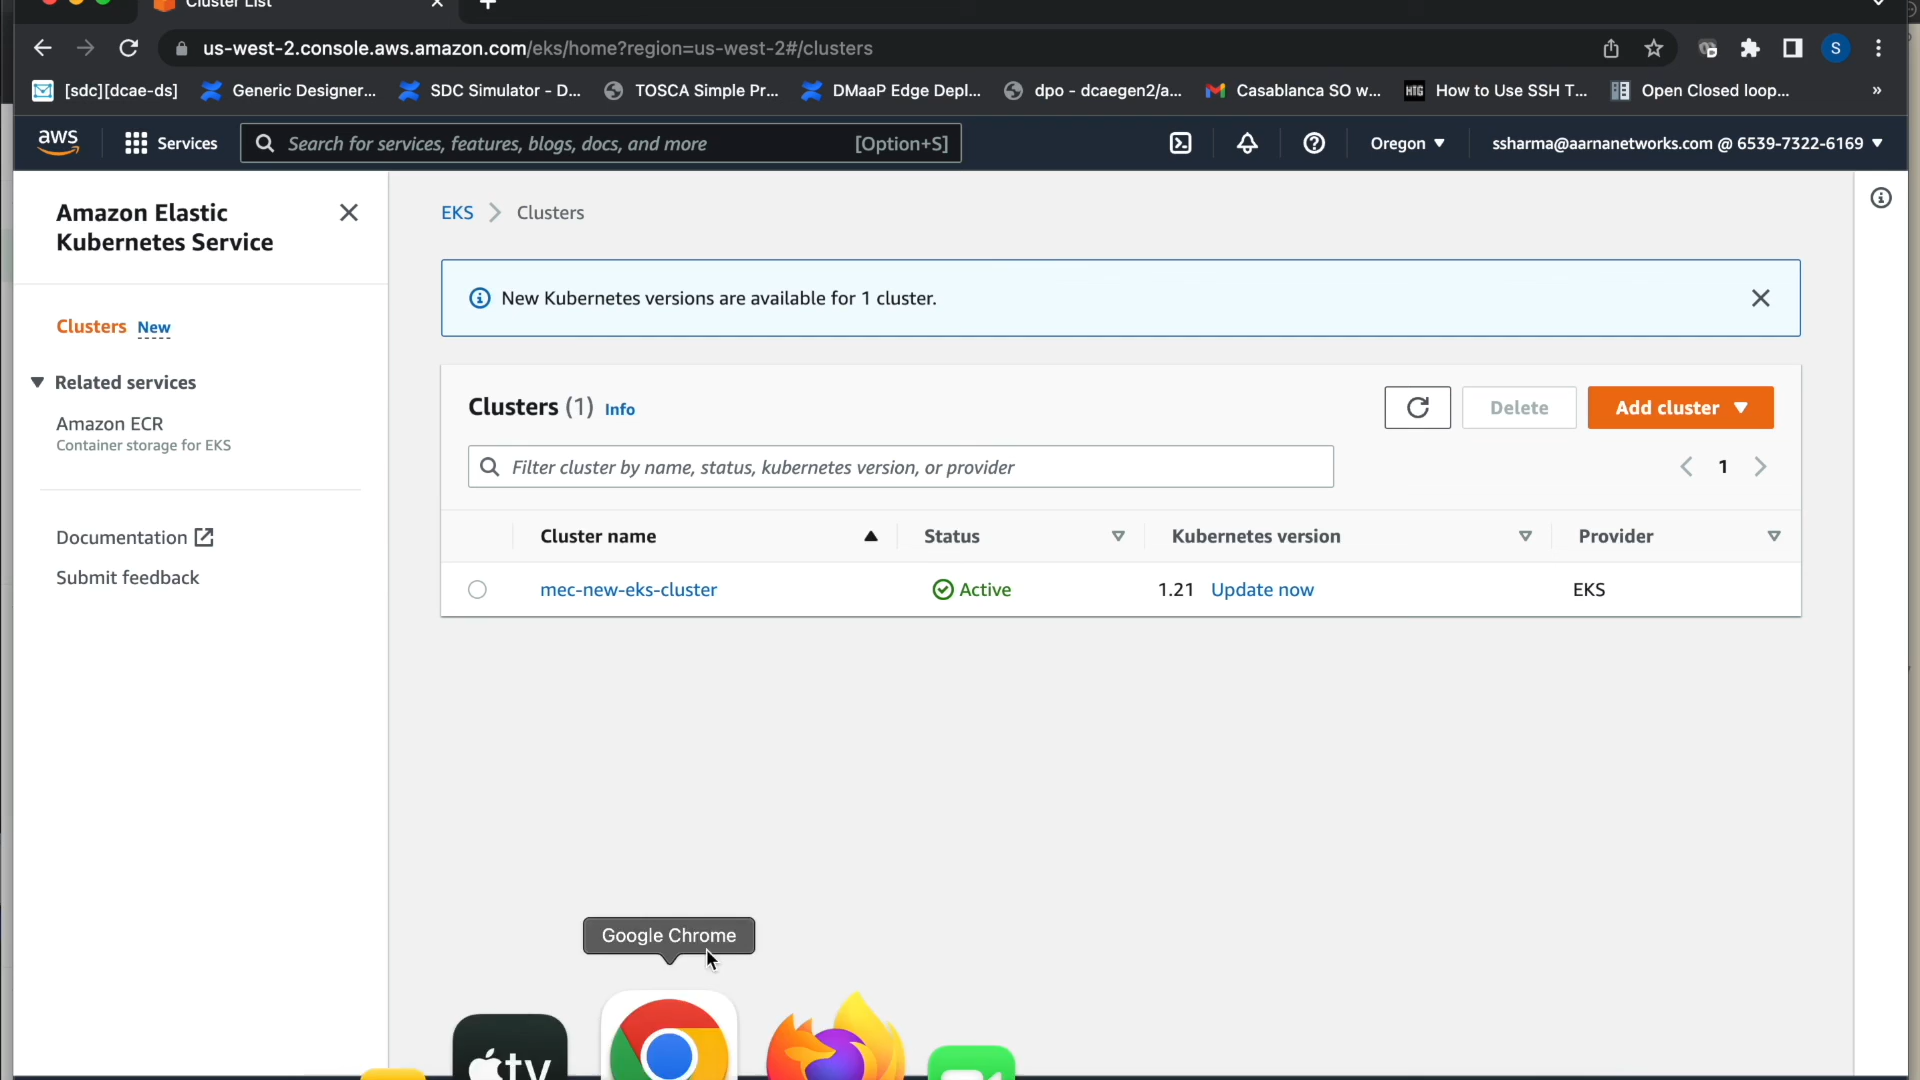 Cluster List
us-west-2.console.aws.amazon.com/eks/home?region=us-west-2#/clusters
S
[sdc][dcae-ds]
Generic Designer...
SDC Simulator - D...
TOSCA Simple Pr...
DMaaP Edge Depl...
dpo - dcaegen2/a...
Casablanca SO w...
HTG
How to Use SSH T...
Open Closed loop...
»
aws
Services
Search for services, features, blogs, docs, and more
[Option+S]
Oregon
ssharma@aarnanetworks.com @ 6539-7322-6169
Amazon Elastic
Kubernetes Service
Clusters New
Related services
Amazon ECR
Container storage for EKS
Documentation
Submit feedback
EKS > Clusters
New Kubernetes versions are available for 1 cluster.
Clusters (1) Info
Delete
Add cluster
Filter cluster by name, status, kubernetes version, or provider
1
Cluster name
Status
Kubernetes version
Provider
mec-new-eks-cluster
Active
1.21 Update now
EKS
Google Chrome
tv